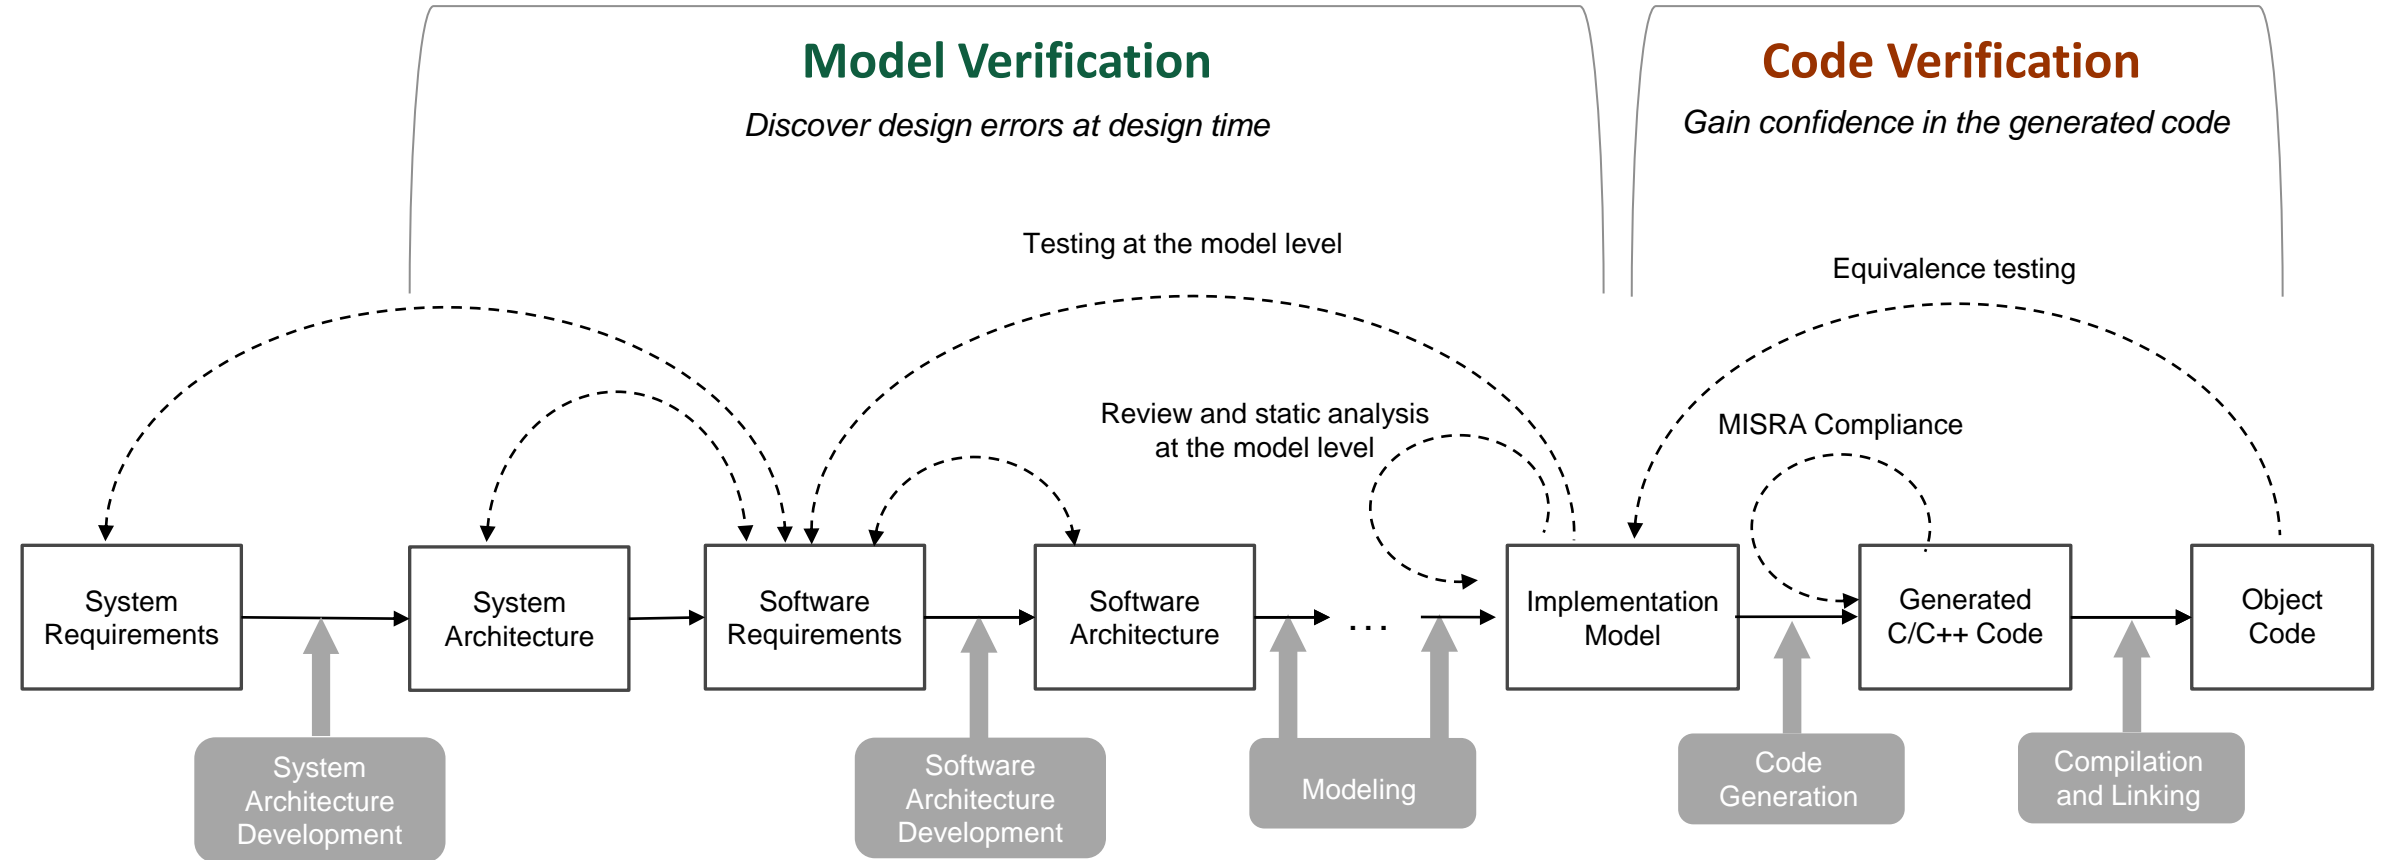 Model Verification
Discover design errors at design time
Code Verification
Gain confidence in the generated code
Testing at the model level
Equivalence testing
Review and static analysis
at the model level
MISRA Compliance
System
Requirements
System
Architecture
Software
Requirements
Software
Architecture
...
Implementation
Model
Generated
C/C++ Code
Object
Code
System
Architecture
Development
Software
Architecture
Development
Modeling
Code
Generation
Compilation
and Linking